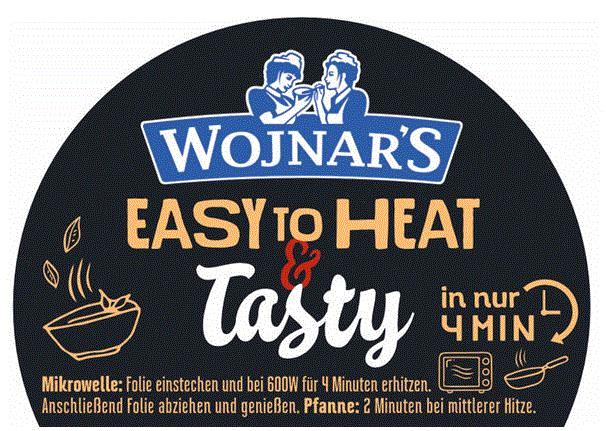 WOJNAR'S
EASY TO HEAT
&
Tasty
in nur
4 MIN
Mikrowelle: Folie einstechen und bei 600W für 4 Minuten erhitzen.
Anschließend Folie abziehen und genießen. Pfanne: 2 Minuten bei mittlerer Hitze.